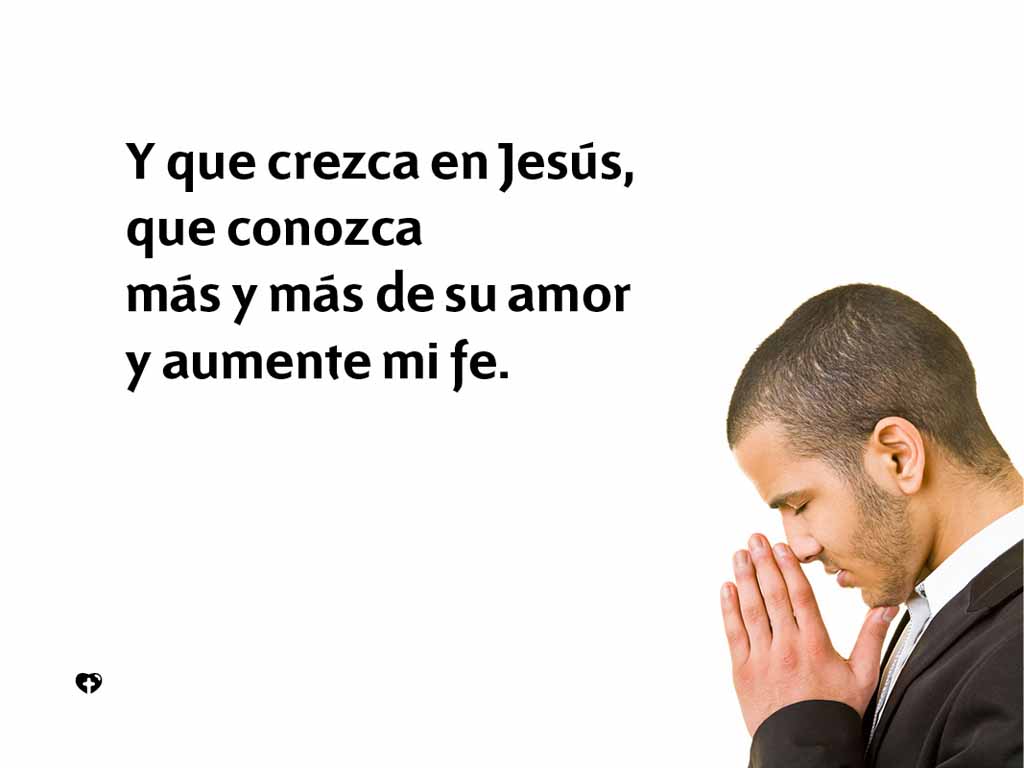 Y que crezca en Jesús,
que conozca
más y más de su amor
y aumente mi fe.